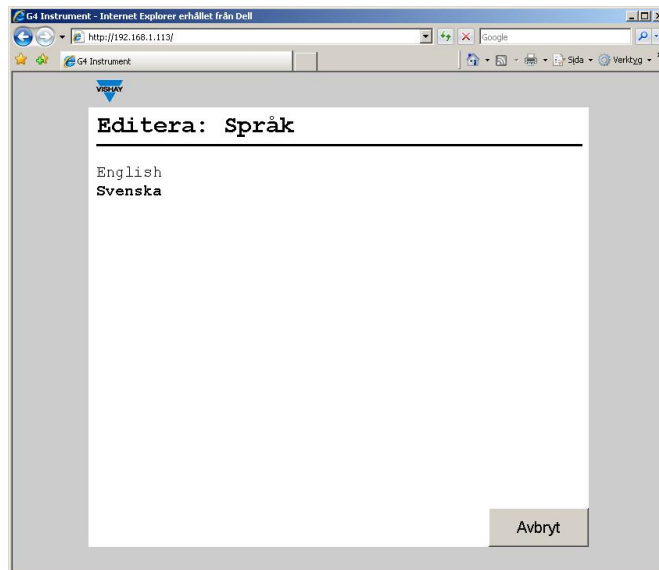 G4 Instrument - Internet Explorer erhållet från Dell
http://192.168.1.113/
Google
G4 Instrument
Sida
Verktyg
VISHAY
Editera: Språk
English
Svenska
Avbryt